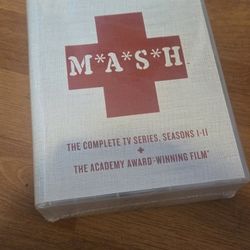 M*A*S*H
THE COMPLETE TV SERIES, SEASONS 1-11
+
THE ACADEMY AWARD®-WINNING FILM*